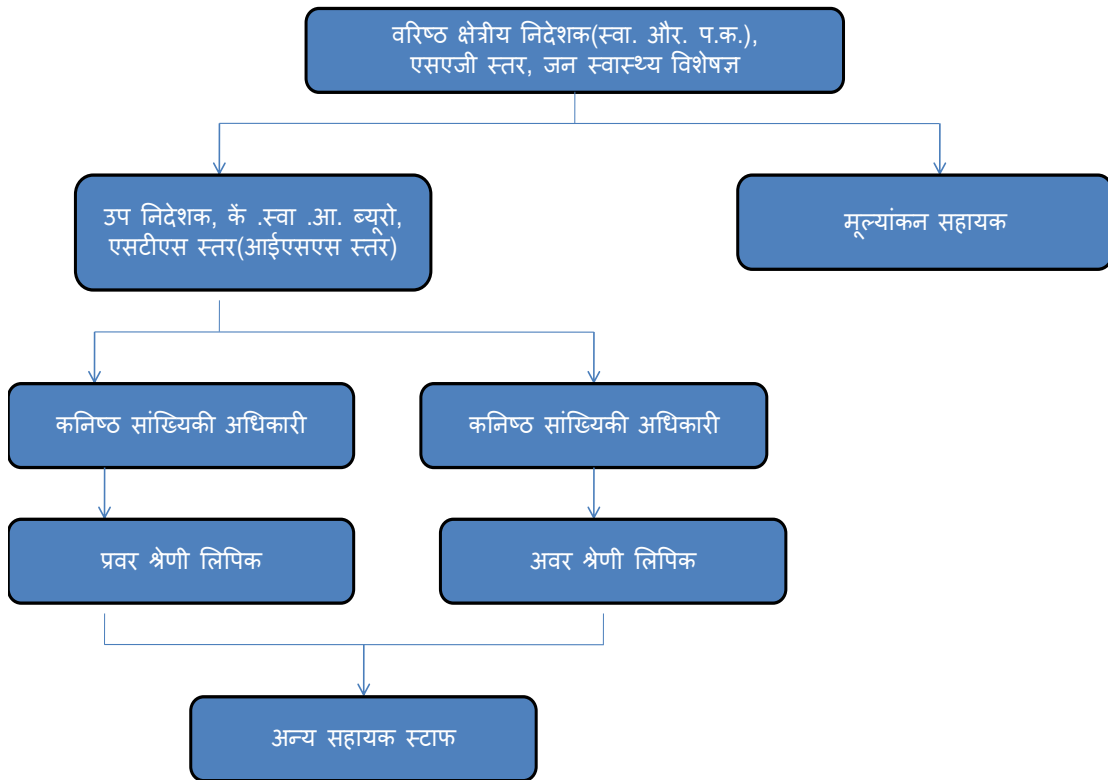 वरिष्ठ क्षेत्रीय निदेशक(स्वा. और. प.क.),
एसएजी स्तर, जन स्वास्थ्य विशेषज्ञ
उप निदेशक, कें .स्वा .आ. ब्यूरो,
एसटीएस स्तर(आईएसएस स्तर)
मूल्यांकन सहायक
कनिष्ठ सांख्यिकी अधिकारी
कनिष्ठ सांख्यिकी अधिकारी
प्रवर श्रेणी लिपिक
अवर श्रेणी लिपिक
अन्य सहायक स्टाफ